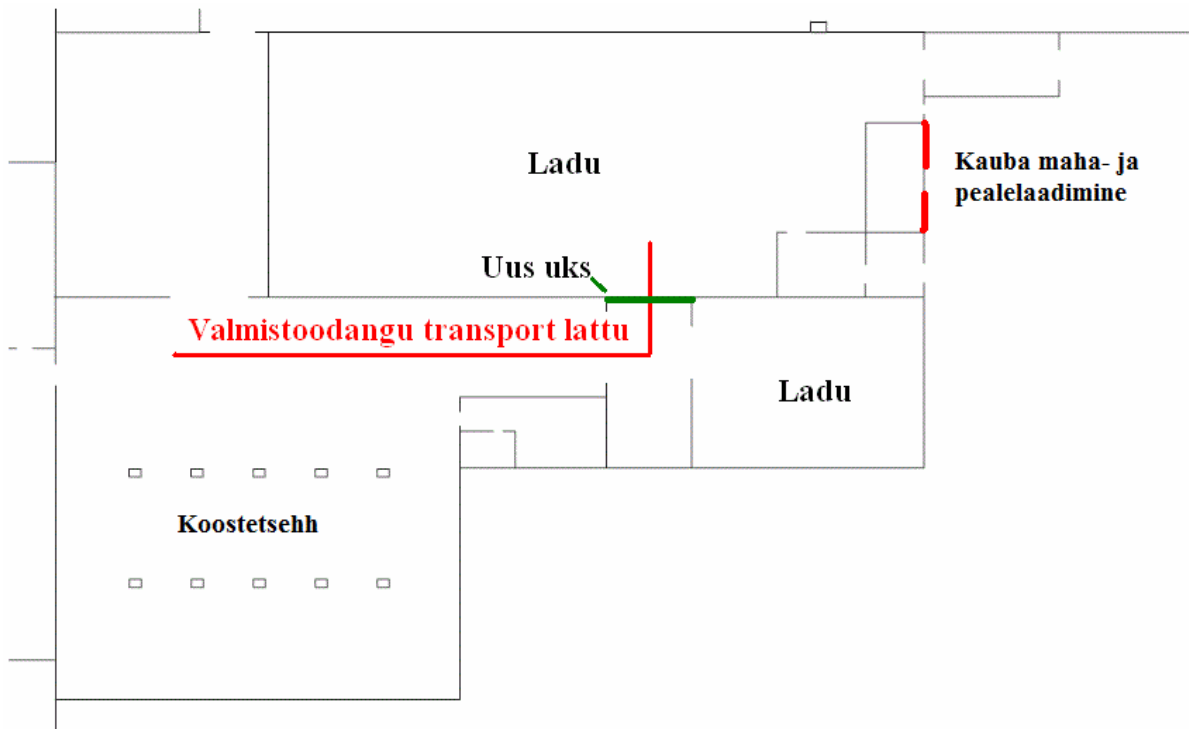 Ladu
Kauba maha- ja
pealelaadimine
Uus uks
Valmistoodangu transport lattu
Ladu
Koostetsehh